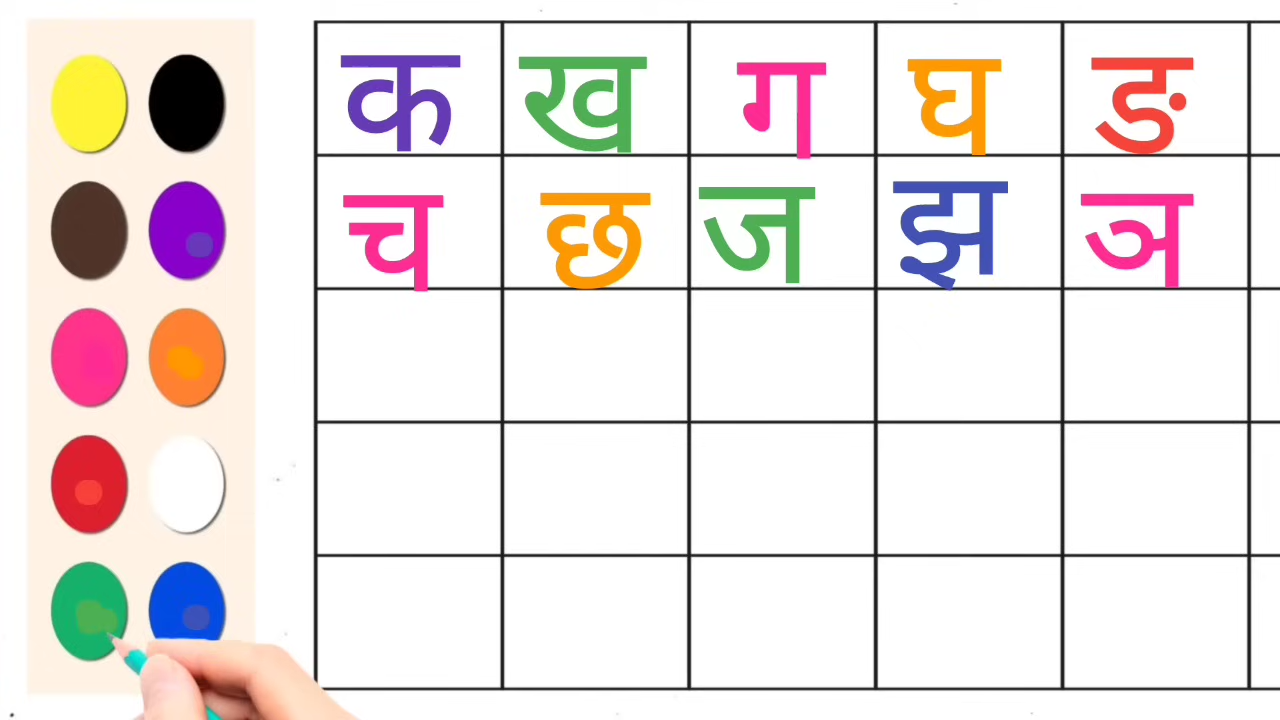 क ख ग घ ङ
च छ ज झ ञ